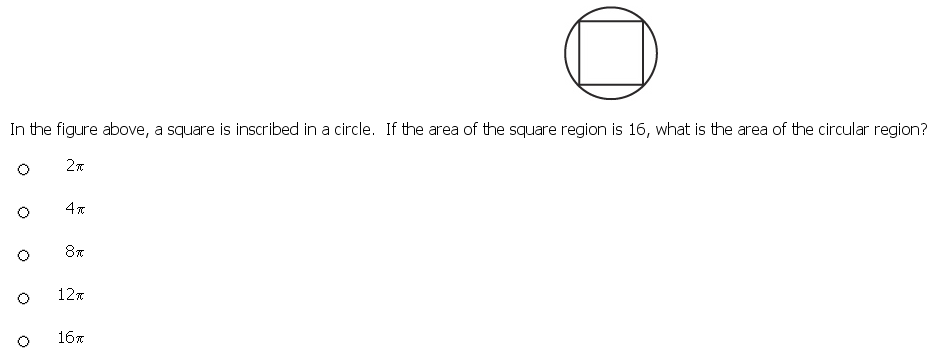 In the figure above, a square is inscribed in a circle.  If the area of the square region is 16, what is the area of the circular region?
2π
4π
8π
12π
16π